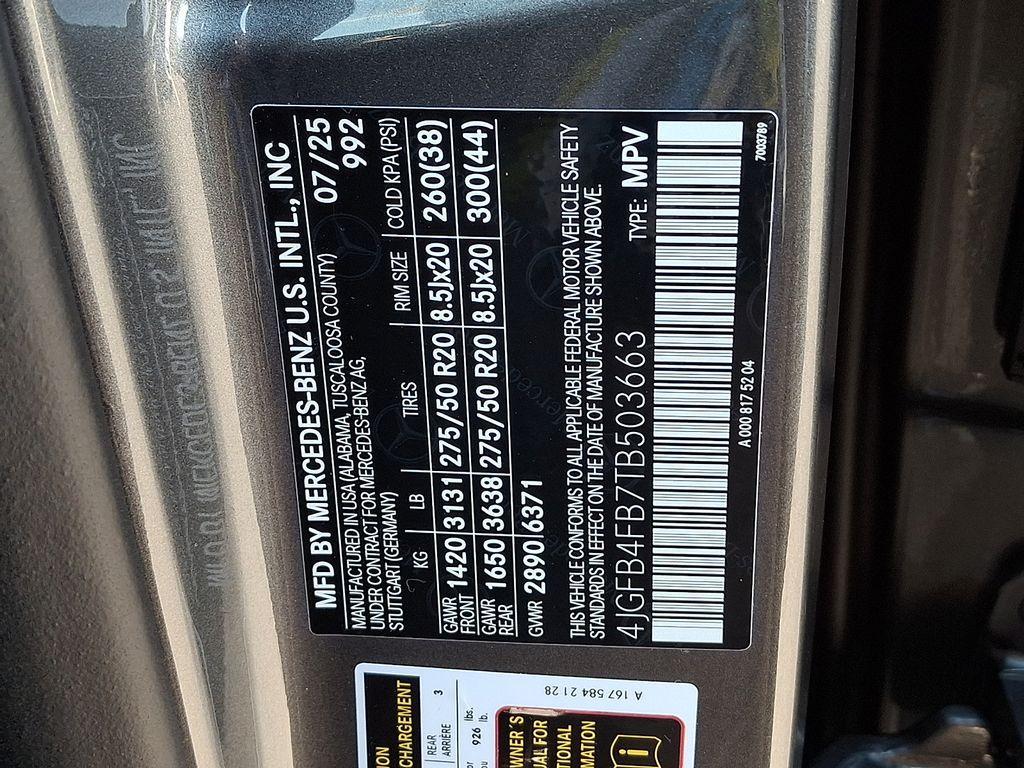 MFD BY MERCEDES-BENZ U.S. INTL., INC
MANUFACTURED IN USA (ALABAMA, TUSCALOOSA COUNTY) 07/25
UNDER CONTRACT FOR MERCEDES-BENZ AG, 992
STUTTGART (GERMANY)
KG LB TIRES RIM SIZE COLD KPA (PSI)
GAWR FRONT 1420 3131 275/50 R20 8.5Jx20 260(38)
GAWR REAR 1650 3638 275/50 R20 8.5Jx20 300(44)
GVWR 2890 6371
THIS VEHICLE CONFORMS TO ALL APPLICABLE FEDERAL MOTOR VEHICLE SAFETY
STANDARDS IN EFFECT ON THE DATE OF MANUFACTURE SHOWN ABOVE.
4JGFB4FB7TB503663 TYPE: MPV
A 000 817 52 04
7003789
CHARGEMENT
REAR 3
ARRIÈRE
926 lbs.
lb.
A 167 584 21 28